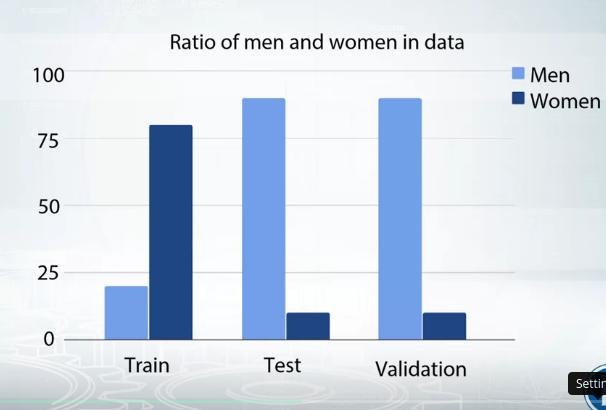 Ratio of men and women in data
100
Men
Women
75
50
25
0
Train
Test
Validation